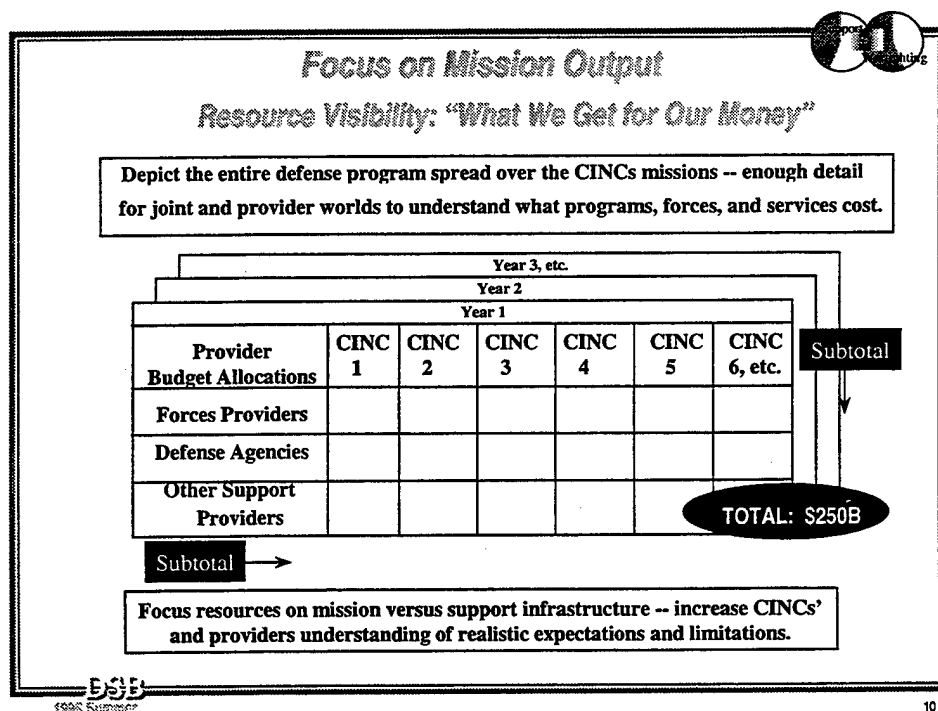 Focus on Mission Output
Resource Visibility: “What We Get for Our Money”
Depict the entire defense program spread over the CINCs missions -- enough detail
for joint and provider worlds to understand what programs, forces, and services cost.
Year 3, etc.
Year 2
Year 1
Provider
Budget Allocations
CINC
1
CINC
2
CINC
3
CINC
4
CINC
5
CINC
6, etc.
Subtotal
Forces Providers
Defense Agencies
Other Support
Providers
TOTAL: $250B
Subtotal
Focus resources on mission versus support infrastructure -- increase CINCs’
and providers understanding of realistic expectations and limitations.
DSB
Summer
10